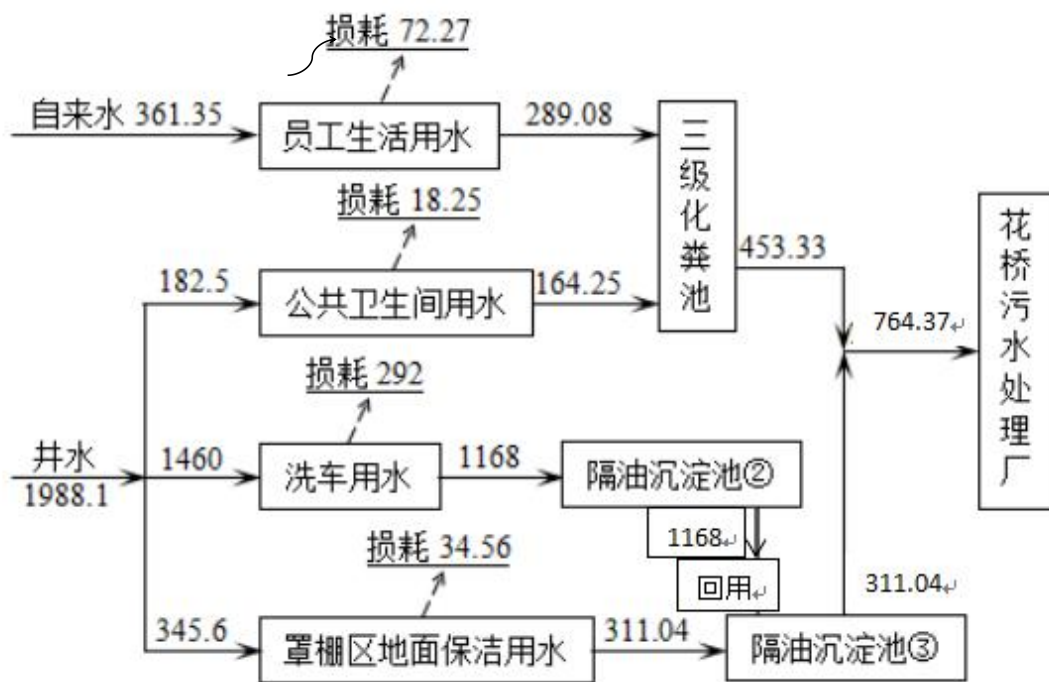 损耗 72.27
自来水 361.35
员工生活用水
289.08
三级化粪池
损耗 18.25
182.5
公共卫生间用水
164.25
453.33
764.37
花桥污水处理厂
损耗 292
井水
1988.1
1460
洗车用水
1168
隔油沉淀池②
1168
回用
损耗 34.56
345.6
罩棚区地面保洁用水
311.04
隔油沉淀池③
311.04